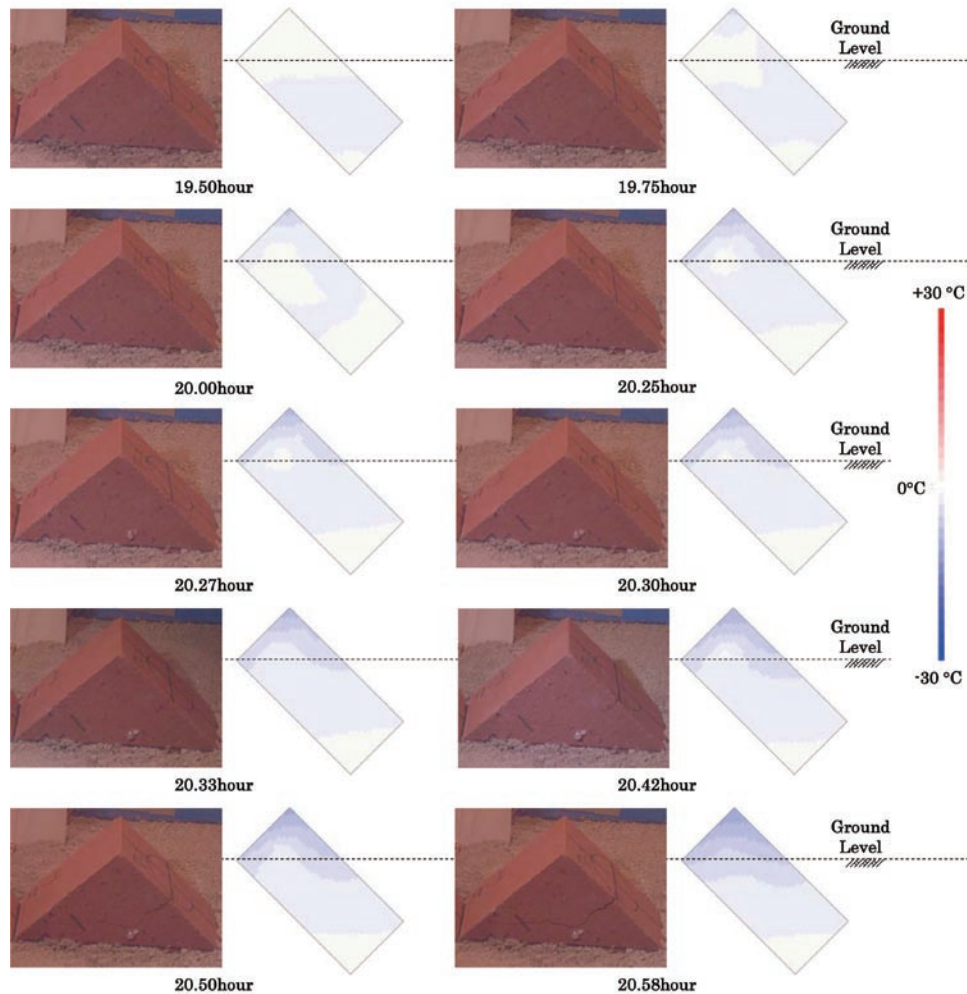 Ground
Level
19.50hour
19.75hour
Ground
Level
20.00hour
20.25hour
+30 °C
Ground
Level
0°C
20.27hour
20.30hour
Ground
Level
-30 °C
20.33hour
20.42hour
Ground
Level
20.50hour
20.58hour